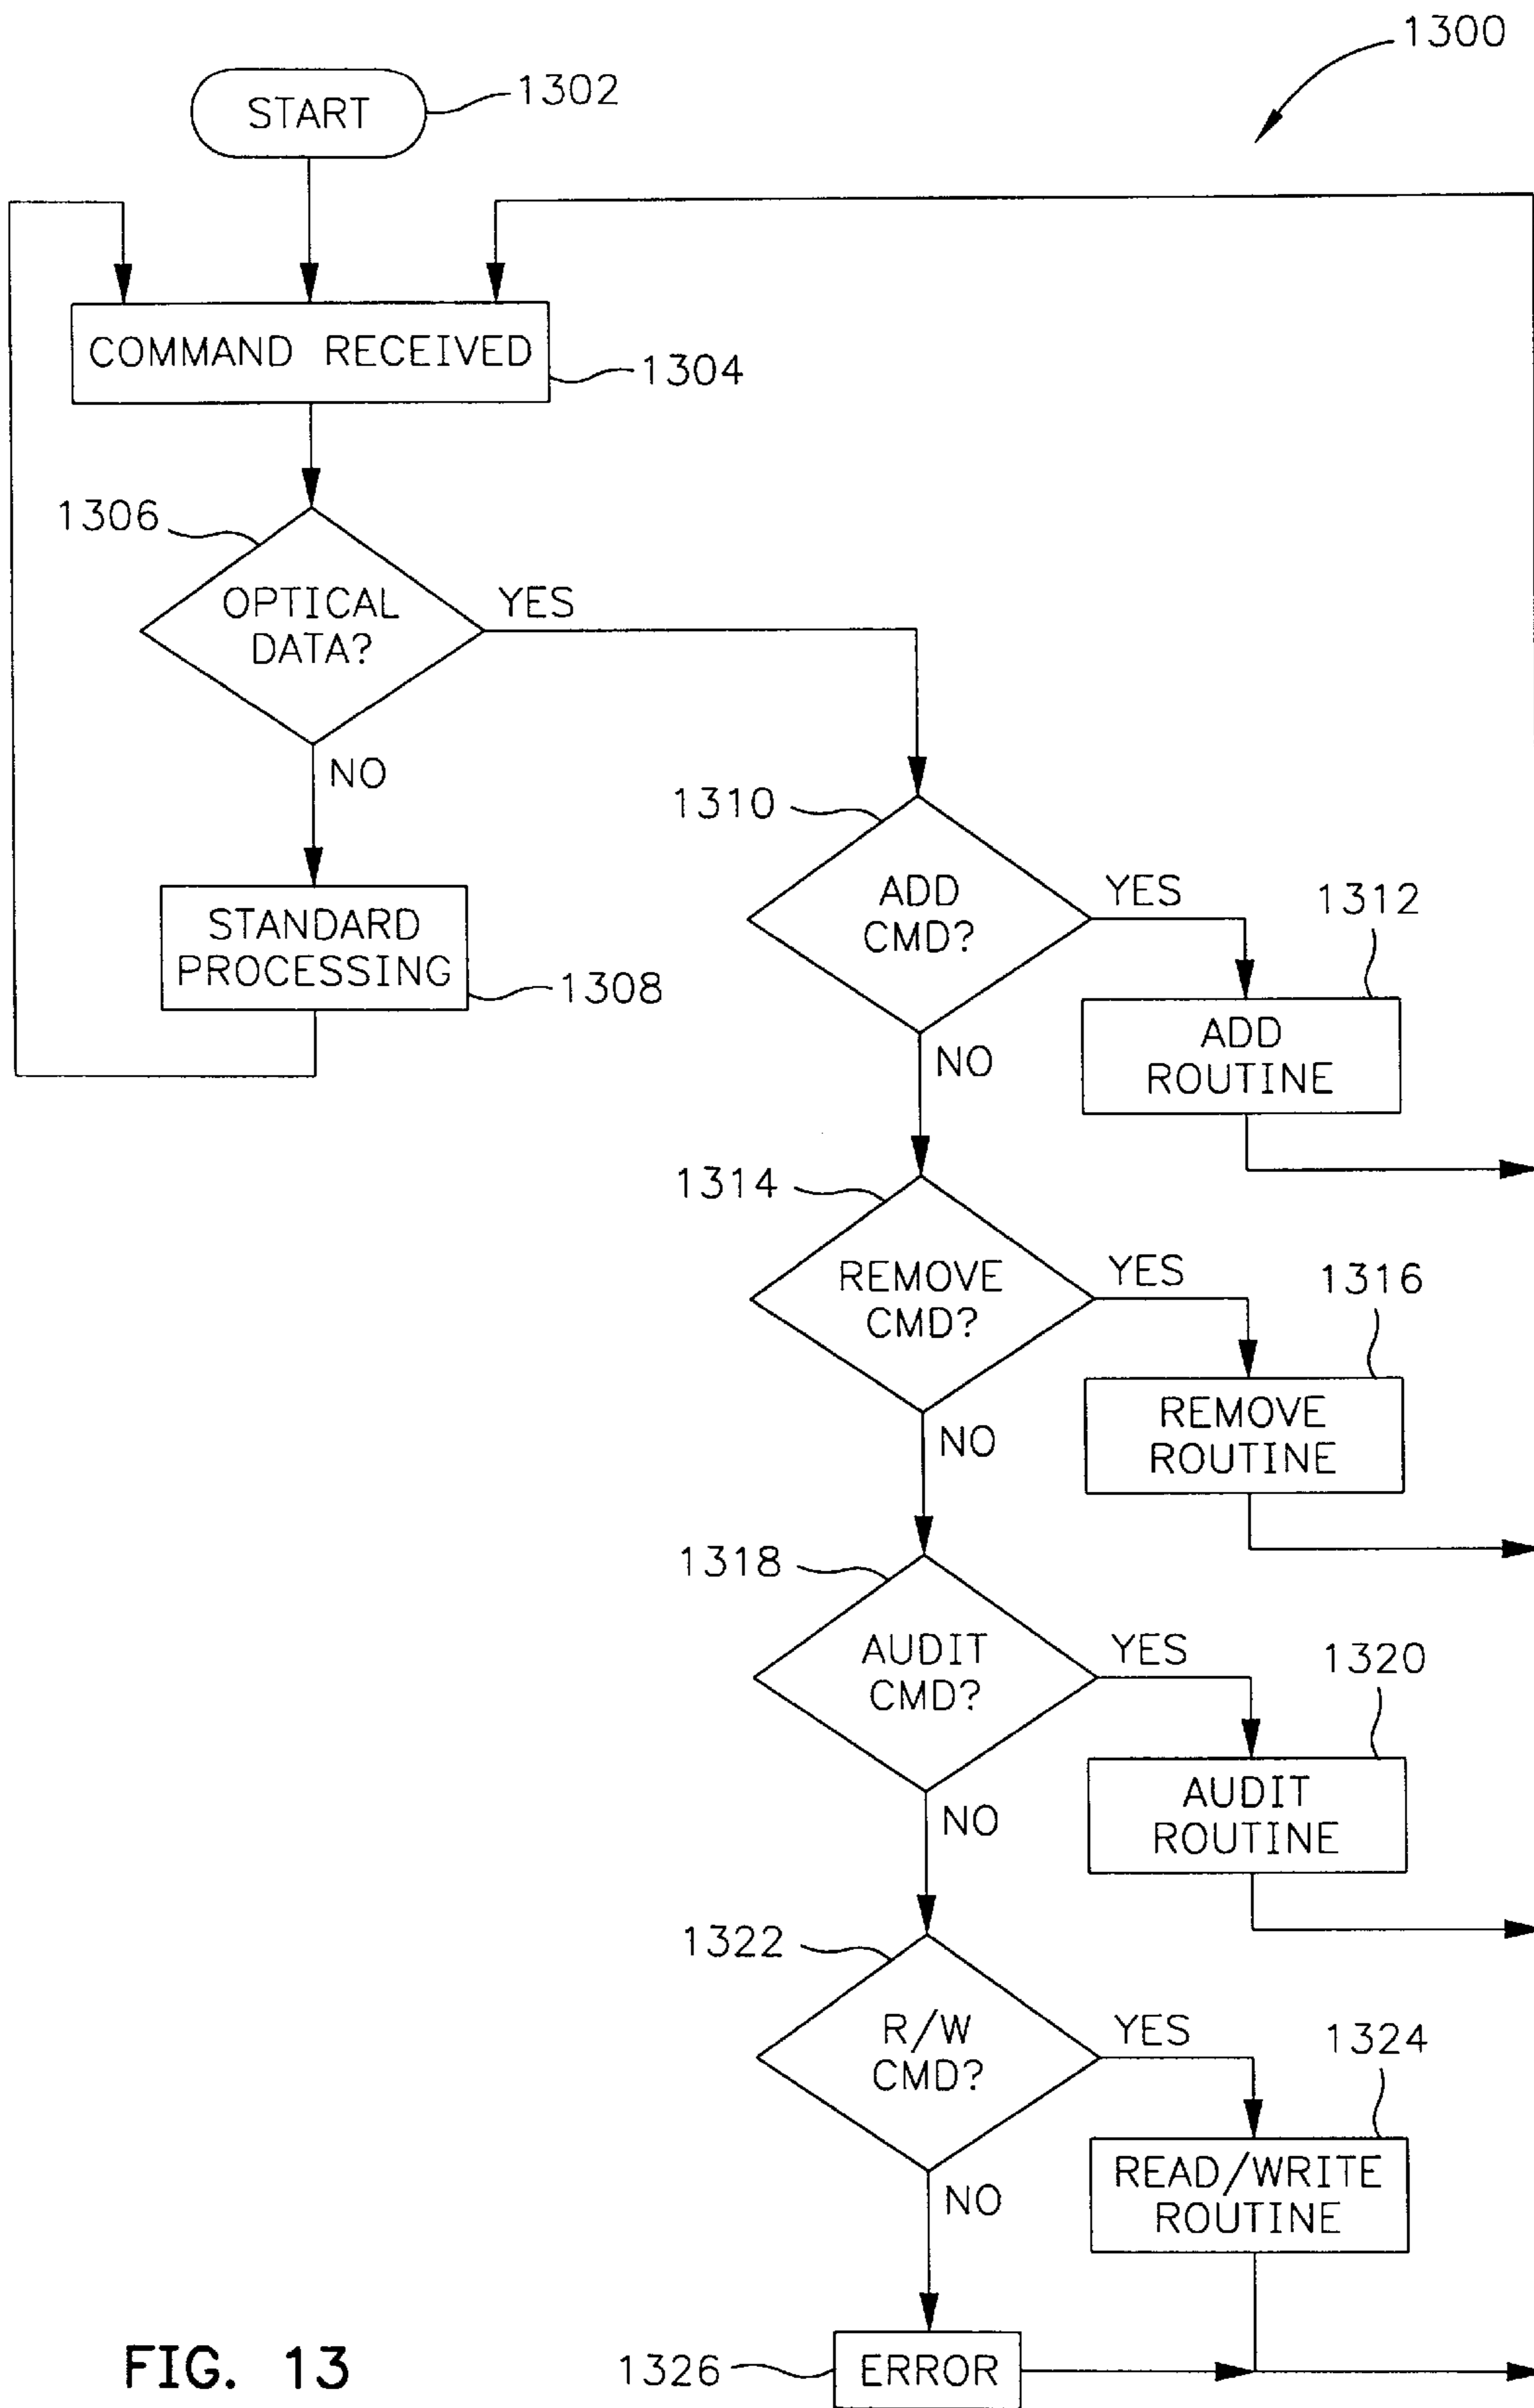 1300
START
1302
COMMAND RECEIVED
1304
1306
OPTICAL
DATA?
YES
NO
STANDARD
PROCESSING
1308
1310
ADD
CMD?
YES
NO
1312
ADD
ROUTINE
1314
REMOVE
CMD?
YES
NO
1316
REMOVE
ROUTINE
1318
AUDIT
CMD?
YES
NO
1320
AUDIT
ROUTINE
1322
R/W
CMD?
YES
NO
1324
READ/WRITE
ROUTINE
1326
ERROR
FIG. 13